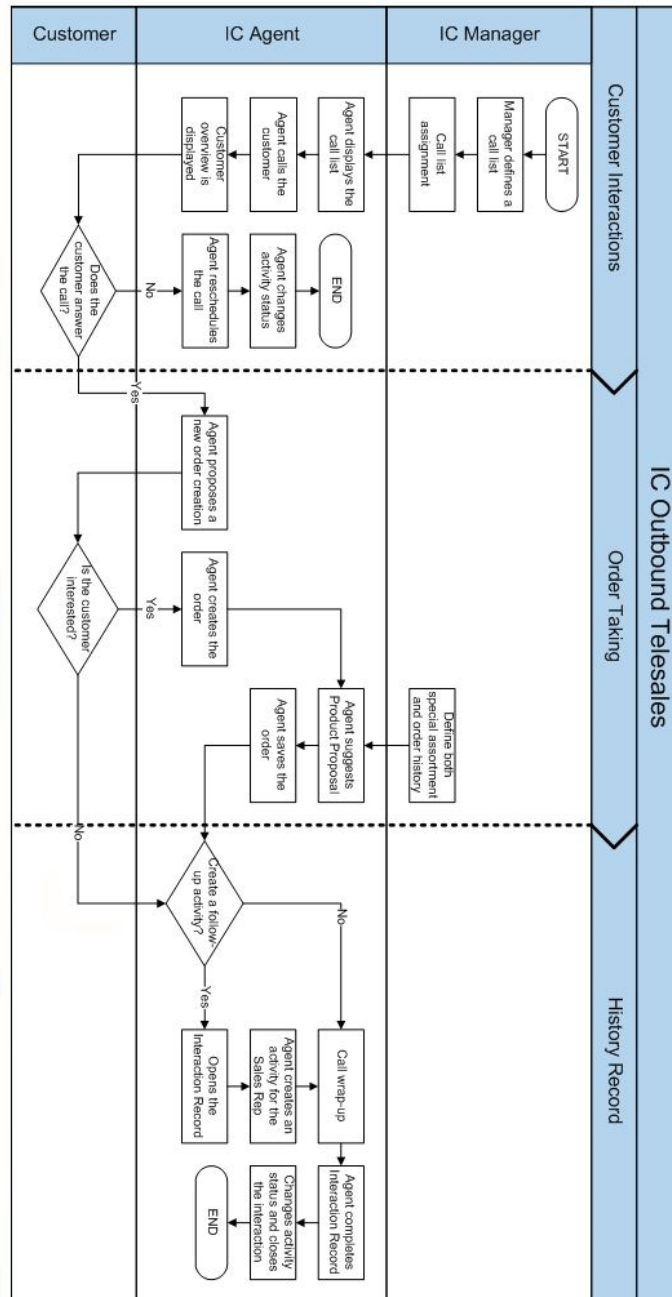 IC Outbound Telesales
Customer Interactions
Order Taking
History Record
IC Manager
START
Manager defines a
call list
Call list
assignment
Define both
special assortment
and order history
IC Agent
Agent displays the
call list
Agent calls the
customer
Customer
overview is
displayed
END
Agent changes
activity status
Agent reschedules
the call
No
Yes
Agent proposes a
new order creation
Agent creates the
order
Yes
Agent suggests
Product Proposal
Agent saves the
order
Create a follow-
up activity?
No
Yes
Call wrap-up
Agent creates an
activity for the
Sales Rep
Opens the
Interaction Record
Agent completes
Interaction Record
Changes activity
status and closes
the interaction
END
Customer
Does the
customer answer
the call?
Is the customer
interested?
No